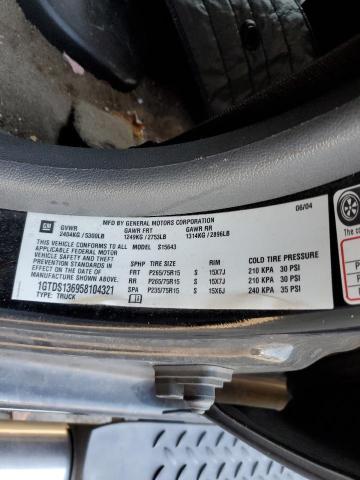 MFD BY GENERAL MOTORS CORPORATION
06/04
GM GVWR GAWR FRT GAWR RR
2404KG/5300LB 1249KG/2753LB 1314KG/2896LB
THIS VEHICLE CONFORMS TO ALL MODEL S15643
APPLICABLE FEDERAL MOTOR
VEHICLE SAFETY AND THEFT
PREVENTION STANDARDS IN
EFFECT ON THE DATE OF
MANUFACTURE SHOWN ABOVE.
1GTDS136958104321
TYPE: TRUCK
SPHP TIRE SIZE RIM COLD TIRE PRESSURE
FRT P265/75R15 S 15X7J 210 KPA 30 PSI
RR P265/75R15 S 15X7J 210 KPA 30 PSI
SPA P235/75R15 S 15X6J 240 KPA 35 PSI
The co